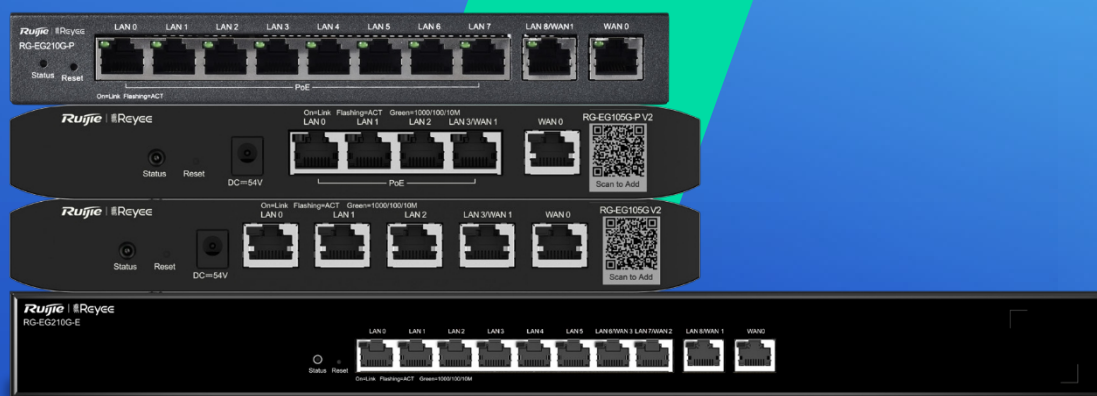 Ruijie | Reyee
RG-EG210G-P
Status Reset
LAN 0 LAN 1 LAN 2 LAN 3 LAN 4 LAN 5 LAN 6 LAN 7 LAN 8/WAN1 WAN 0
PoE
On=Link Flashing=ACT
Ruijie | Reyee
Status Reset DC=54V
On=Link Flashing=ACT Green=1000/100/10M
LAN 0 LAN 1 LAN 2 LAN 3/WAN 1 WAN 0
PoE
RG-EG105G-P V2
Scan to Add
Ruijie | Reyee
Status Reset DC=54V
On=Link Flashing=ACT Green=1000/100/10M
LAN 0 LAN 1 LAN 2 LAN 3/WAN 1 WAN 0
RG-EG105G V2
Scan to Add
Ruijie | Reyee
RG-EG210G-E
Status Reset
LAN 0 LAN 1 LAN 2 LAN 3 LAN 4 LAN 5 LAN 6/WAN 3 LAN 7/WAN 2 LAN 8/WAN 1 WAN0
On=Link Flashing=ACT Green=1000/100/10M